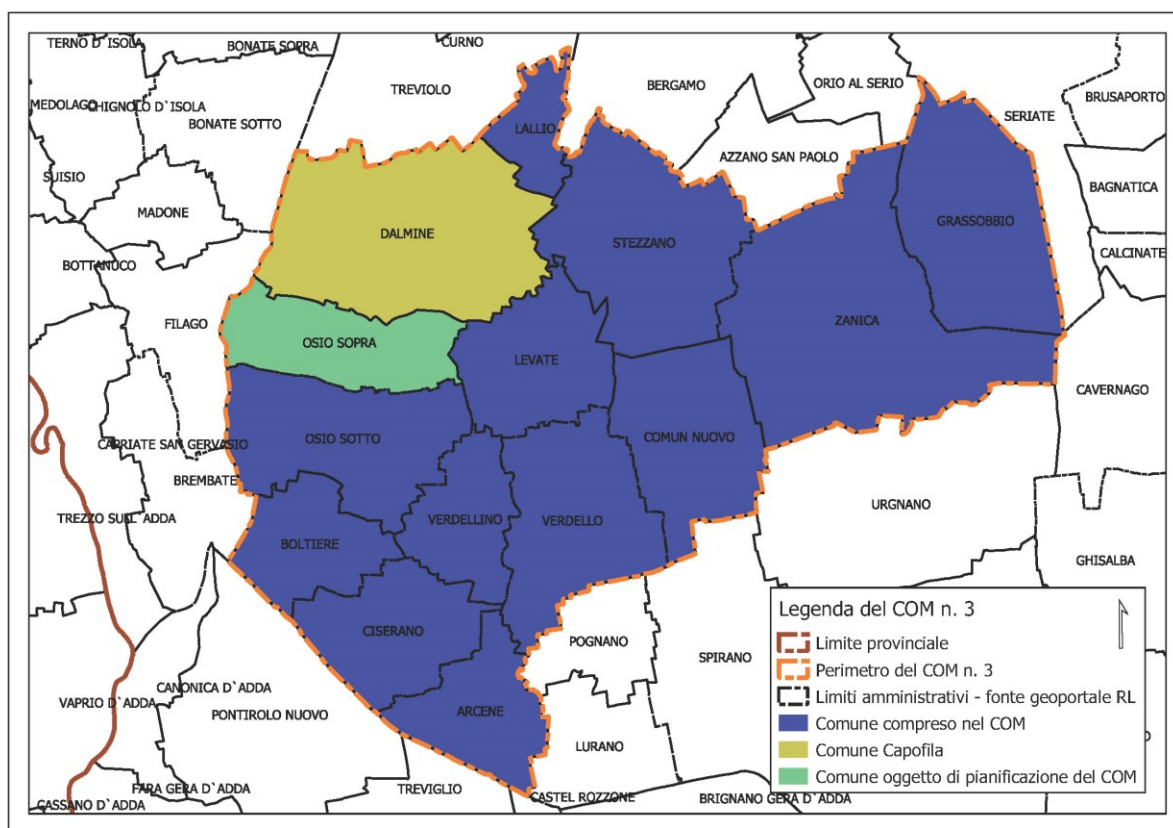 TERNO D`ISOLA
BONATE SOPRA
CURNO
TREVIOLO
BERGAMO
ORIO AL SERIO
SERIATE
BRUSAPORTO
MEDOLAGO
CHIGNOLO D`ISOLA
BONATE SOTTO
LALLIO
AZZANO SAN PAOLO
SUISIO
MADONE
BAGNATICA
DALMINE
STEZZANO
GRASSOBBIO
CALCINATE
BOTTANUCO
FILAGO
OSIO SOPRA
LEVATE
ZANICA
CAVERNAGO
CAPRIATE SAN GERVASIO
OSIO SOTTO
COMUN NUOVO
BREMBATE
URGNANO
TREZZO SULL`ADDA
VERDELLINO
VERDELLO
BOLTIERE
GHISALBA
CISERANO
POGNANO
SPIRANO
VAPRIO D`ADDA
CANONICA D`ADDA
PONTIROLO NUOVO
ARCENE
LURANO
FARA GERA D`ADDA
TREVIGLIO
CASTEL ROZZONE
BRIGNANO GERA D`ADDA
CASSANO D`ADDA
Legenda del COM n. 3
Limite provinciale
Perimetro del COM n. 3
Limiti amministrativi - fonte geoportale RL
Comune compreso nel COM
Comune Capofila
Comune oggetto di pianificazione del COM